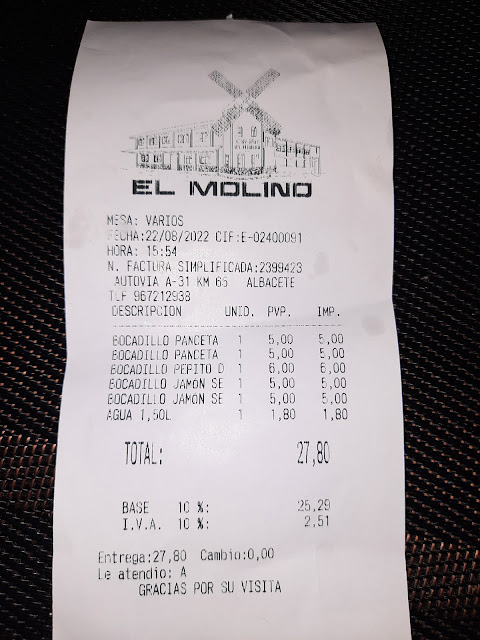 EL MOLINO
MESA: VARIOS
FECHA:22/08/2022 CIF:E-02400091
HORA: 15:54
N. FACTURA SIMPLIFICADA:2399423
AUTOVIA A-31 KM 65 ALBACETE
TLF 967212938
DESCRIPCION UNID. PVP. IMP.
BOCADILLO PANCETA 1 5,00 5,00
BOCADILLO PANCETA 1 5,00 5,00
BOCADILLO PEPITO D 1 6,00 6,00
BOCADILLO JAMON SE 1 5,00 5,00
BOCADILLO JAMON SE 1 5,00 5,00
AGUA 1,50L 1 1,80 1,80
TOTAL: 27,80
BASE 10 %: 25,29
I.V.A. 10 %: 2,51
Entrega:27,80 Cambio:0,00
Le atendio: A
GRACIAS POR SU VISITA